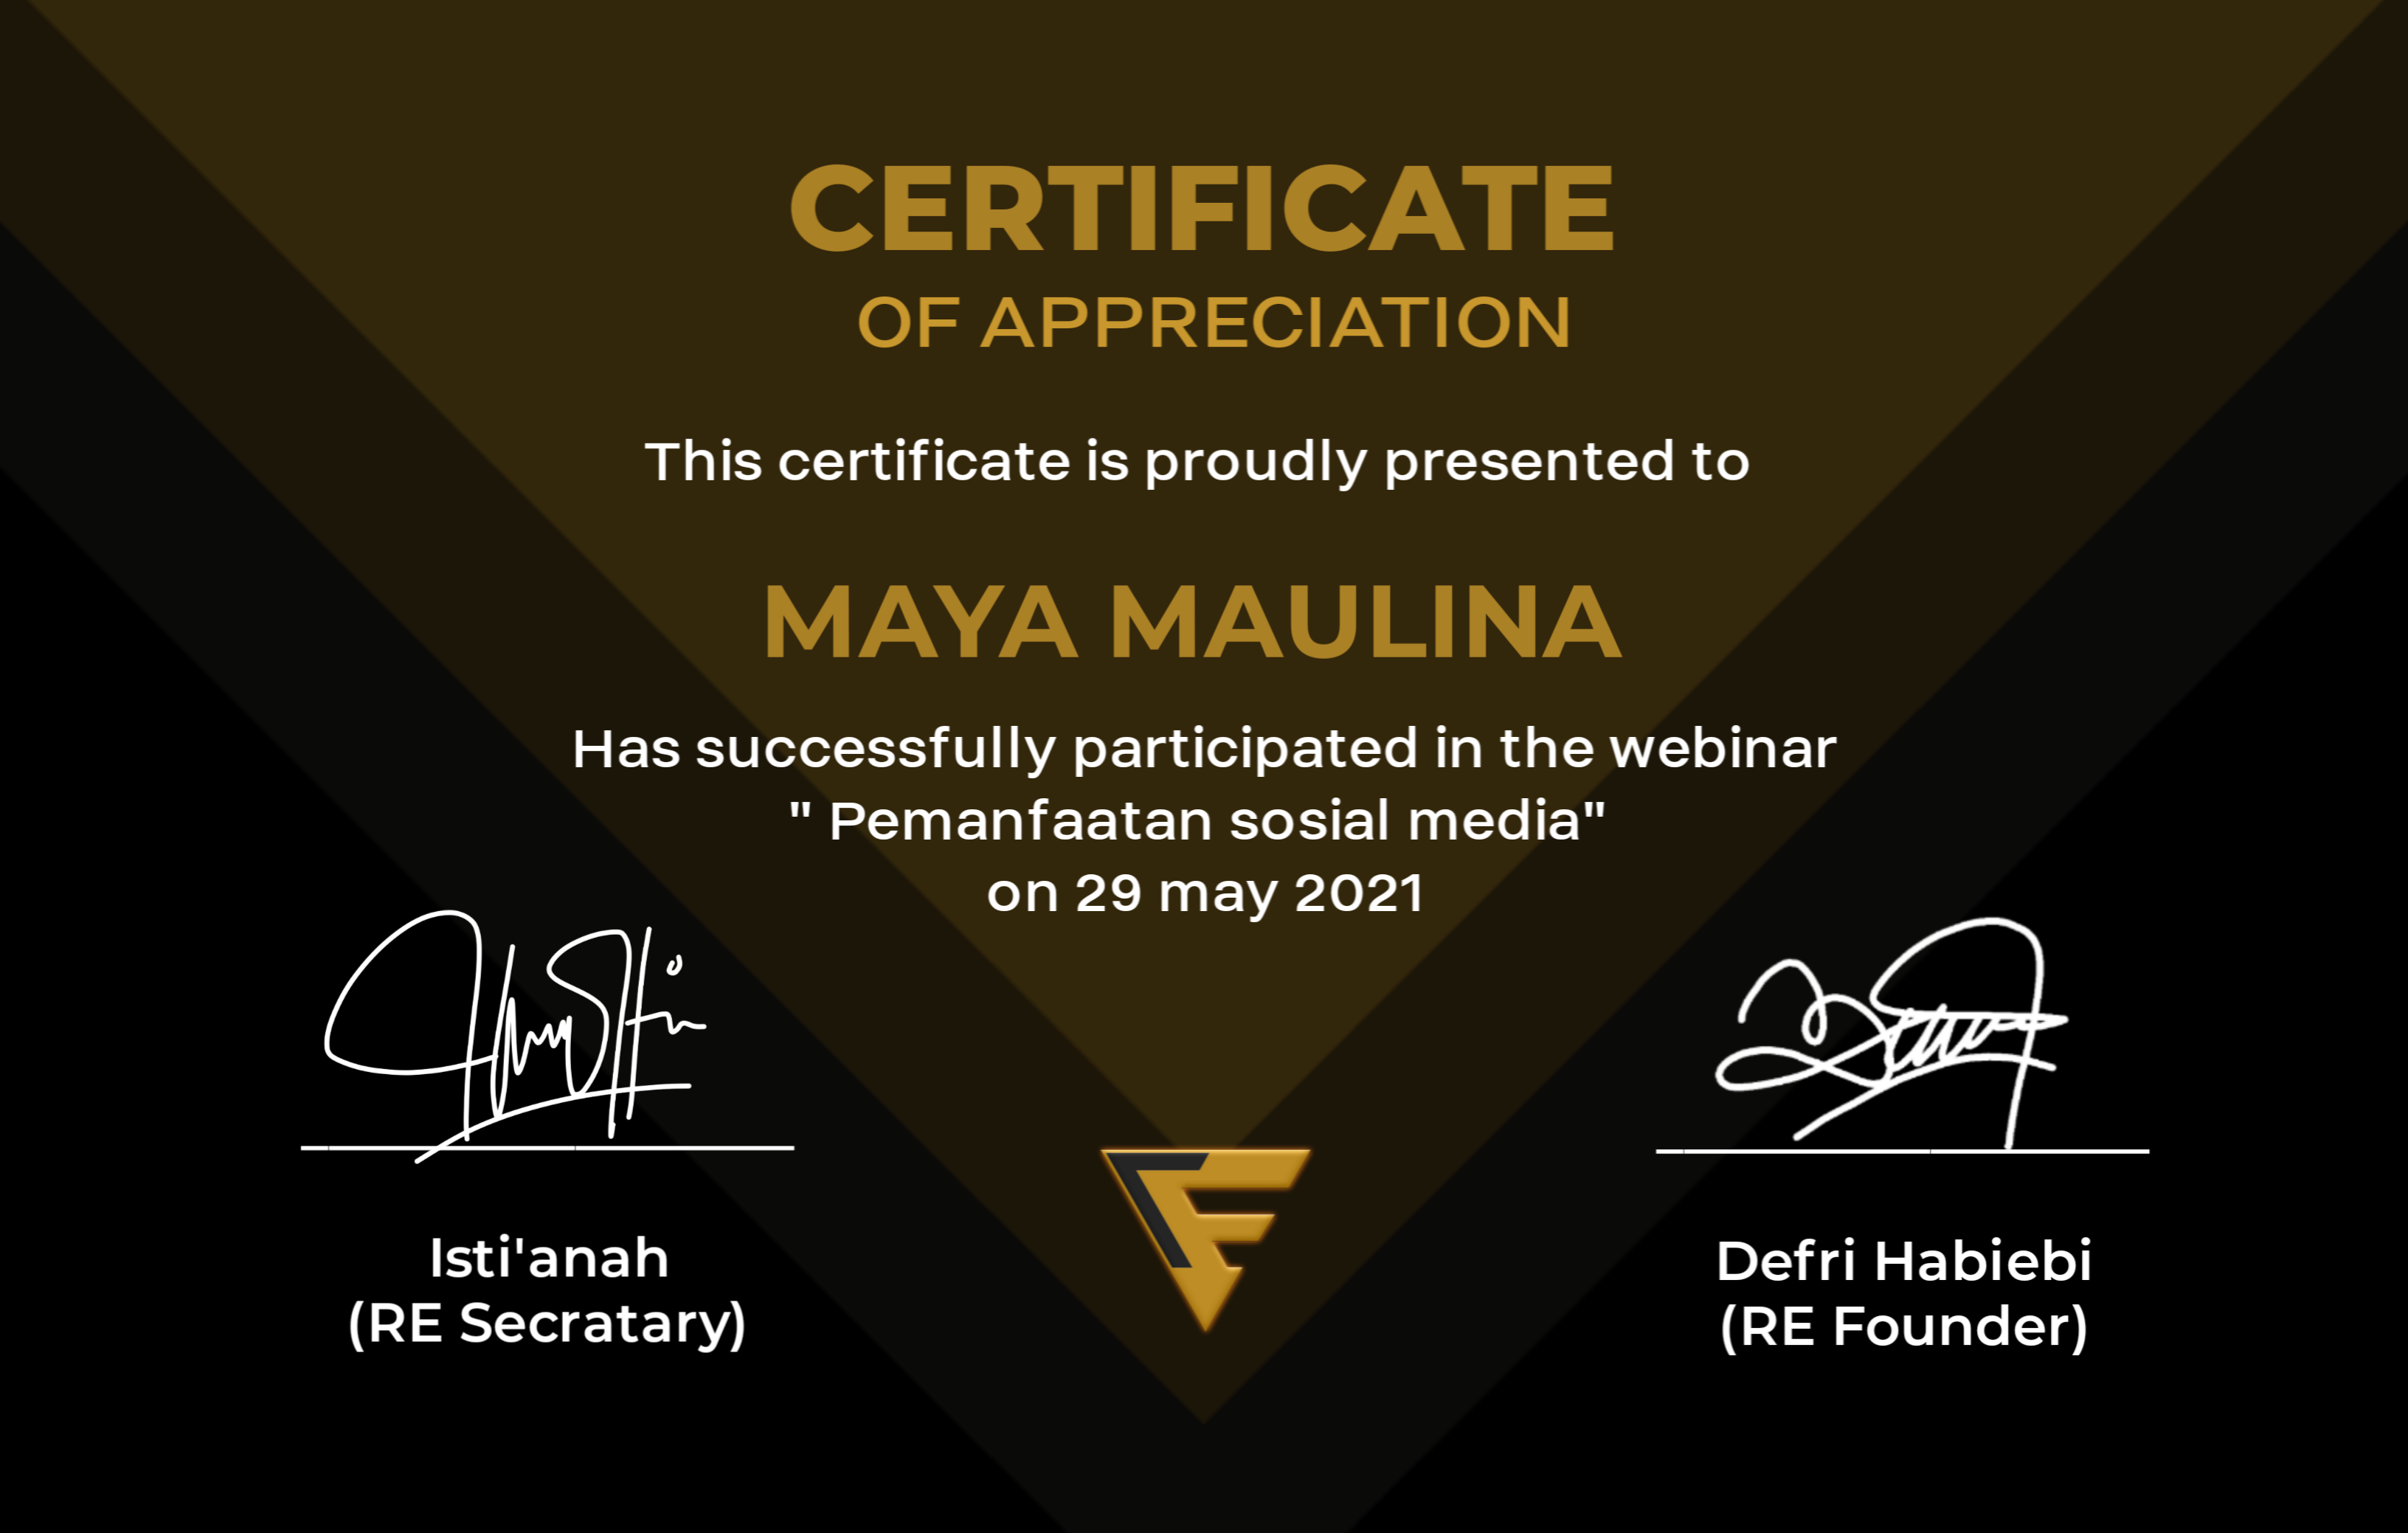 CERTIFICATE
OF APPRECIATION
This certificate is proudly presented to
MAYA MAULINA
Has successfully participated in the webinar
" Pemanfaatan sosial media"
on 29 may 2021
Isti'anah
(RE Secratary)
Defri Habiebi
(RE Founder)